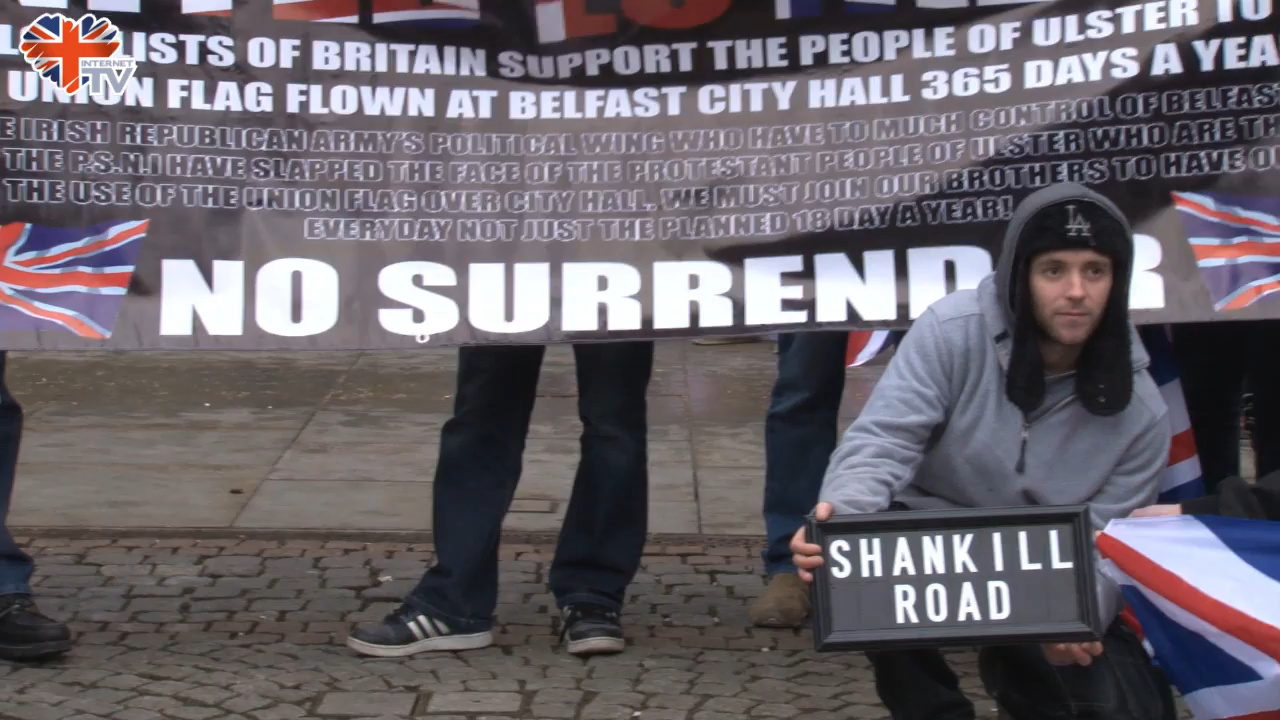 INTERNET
TV
ISTS OF BRITAIN SUPPORT THE PEOPLE OF ULSTER TO
UNION FLAG FLOWN AT BELFAST CITY HALL 365 DAYS A YEA
E IRISH REPUBLICAN ARMY'S POLITICAL WING WHO HAVE TO MUCH CONTROL OF BELFAS
THE P.S.N.I HAVE SLAPPED THE FACE OF THE PROTESTANT PEOPLE OF ULSTER WHO ARE TH
THE USE OF THE UNION FLAG OVER CITY HALL. WE MUST JOIN OUR BROTHERS TO HAVE O
EVERYDAY NOT JUST THE PLANNED 18 DAY A YEAR!
NO SURREND R
LA
SHANKILL
ROAD